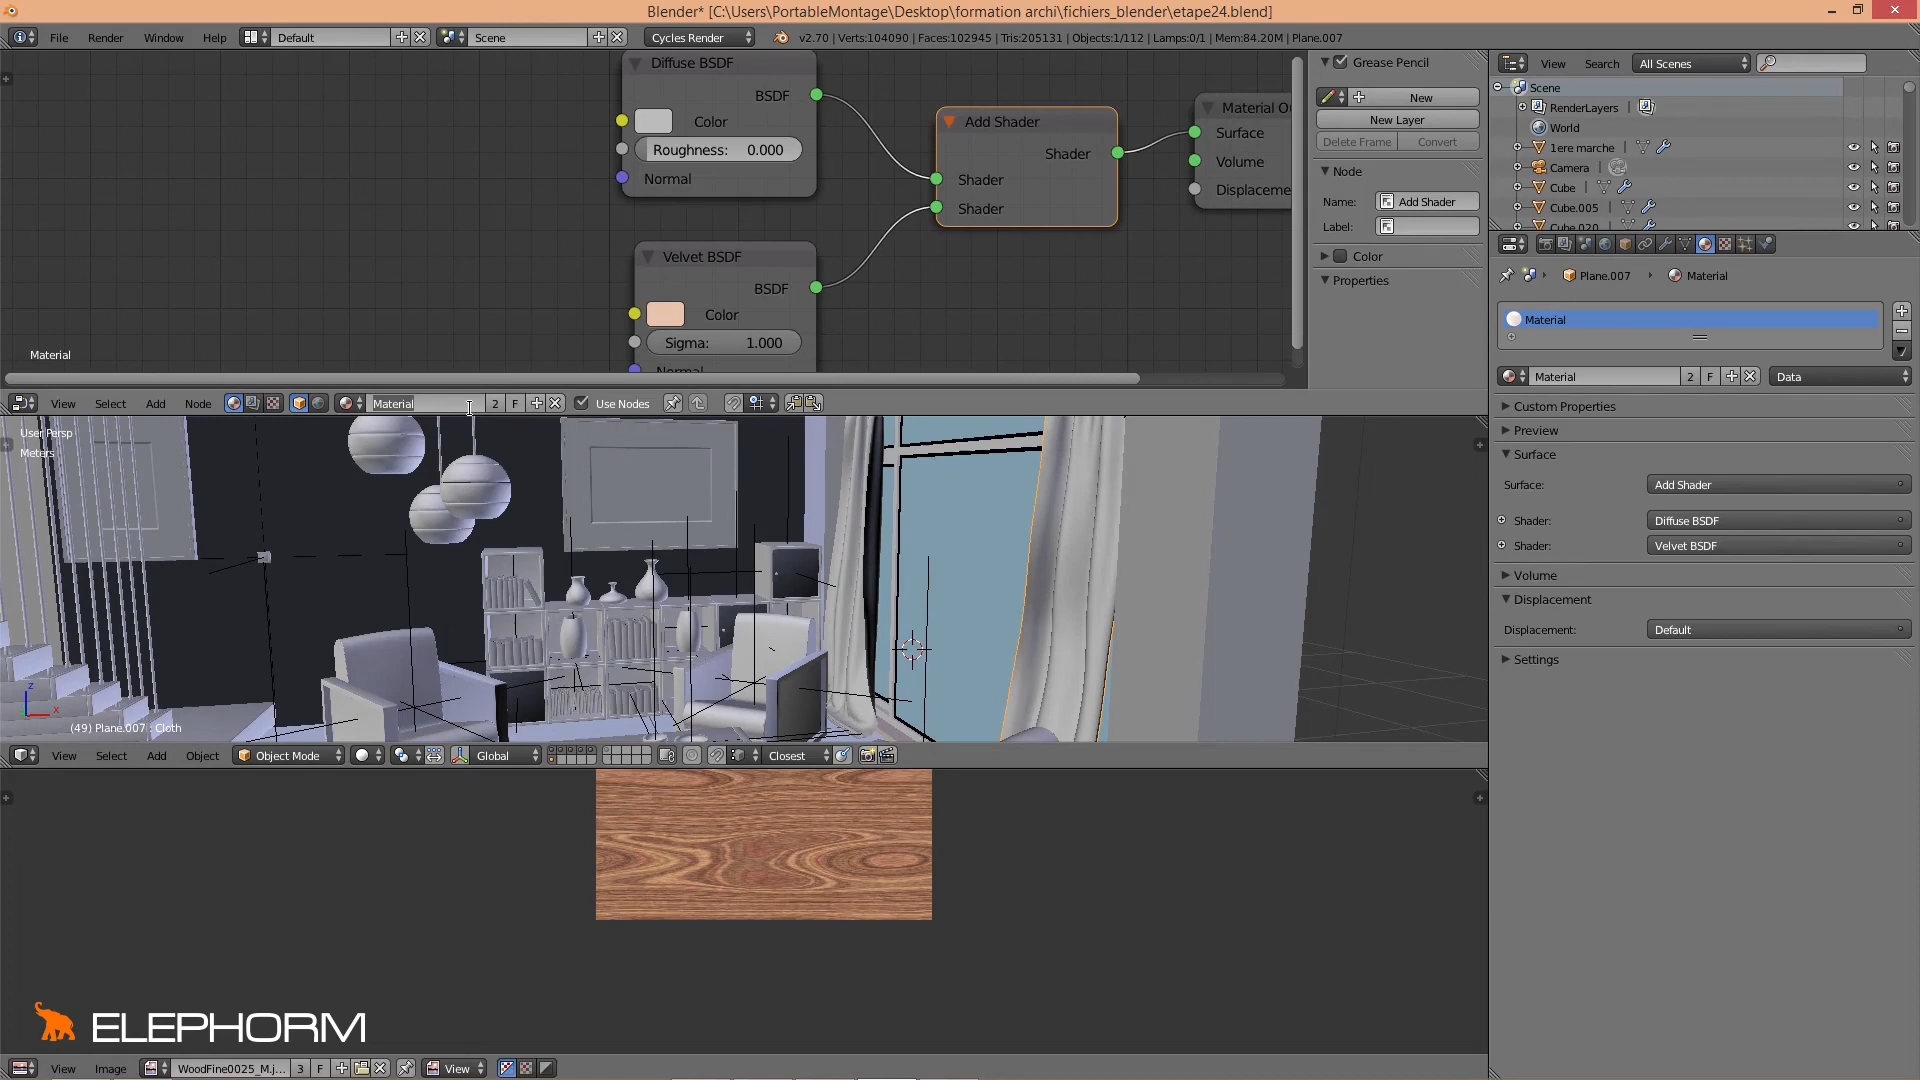 Blender* [C:\Users\PortableMontage\Desktop\formation archi\fichiers_blender\etape24.blend]
File Render Window Help Default Scene Cycles Render v2.70 | Verts:104090 | Faces:102945 | Tris:205131 | Objects:1/112 | Lamps:0/1 | Mem:84.20M | Plane.007
Diffuse BSDF
BSDF
Color
Roughness: 0.000
Normal
Velvet BSDF
BSDF
Color
Sigma: 1.000
Normal
Add Shader
Shader
Shader
Shader
Material O
Surface
Volume
Displaceme
Material
Grease Pencil
New
New Layer
Delete Frame Convert
Node
Name: Add Shader
Label:
Color
Properties
View Search All Scenes
Scene
RenderLayers
World
1ere marche
Camera
Cube
Cube.005
Cube.020
Plane.007 Material
Material
Material 2 F Data
Custom Properties
Preview
Surface
Surface: Add Shader
Shader: Diffuse BSDF
Shader: Velvet BSDF
Volume
Displacement
Displacement: Default
Settings
View Select Add Node Material 2 F Use Nodes
User Persp
Meters
z
x
(49) Plane.007 : Cloth
View Select Add Object Object Mode Global Closest
ELEPHORM
View Image WoodFine0025_M.j... 3 F View